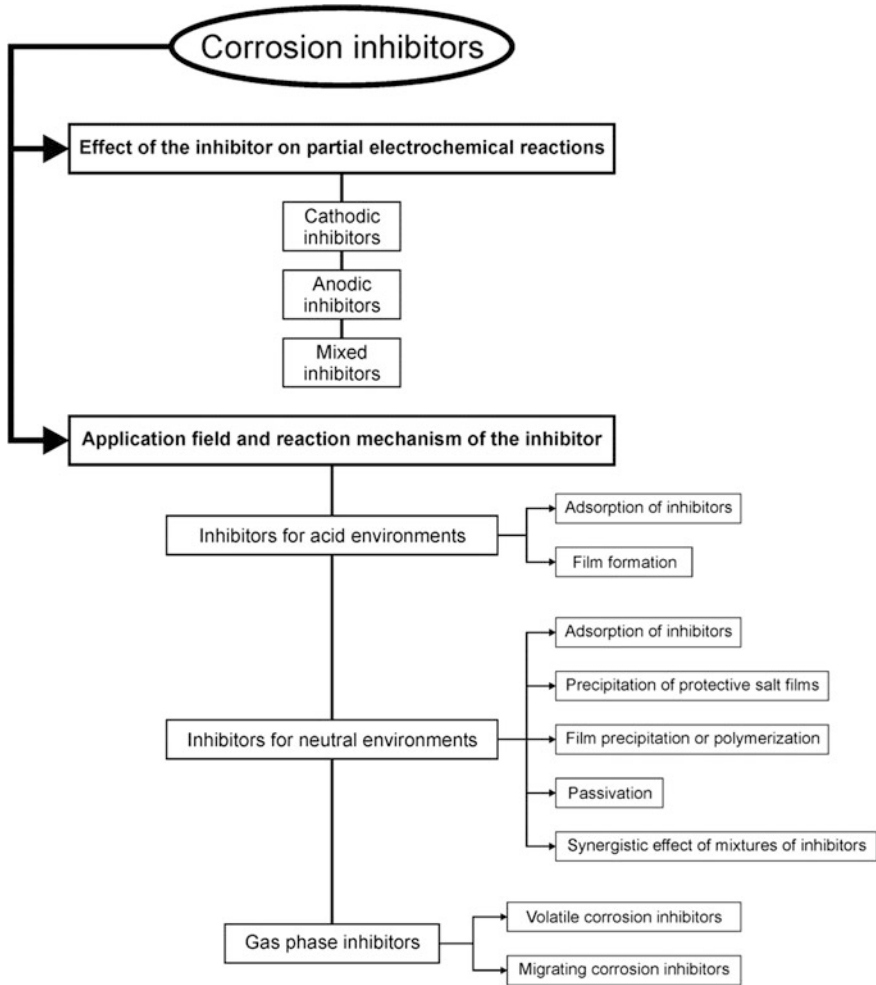 Corrosion inhibitors
Effect of the inhibitor on partial electrochemical reactions
Cathodic
inhibitors
Anodic
inhibitors
Mixed
inhibitors
Application field and reaction mechanism of the inhibitor
Inhibitors for acid environments
Adsorption of inhibitors
Film formation
Inhibitors for neutral environments
Adsorption of inhibitors
Precipitation of protective salt films
Film precipitation or polymerization
Passivation
Synergistic effect of mixtures of inhibitors
Gas phase inhibitors
Volatile corrosion inhibitors
Migrating corrosion inhibitors